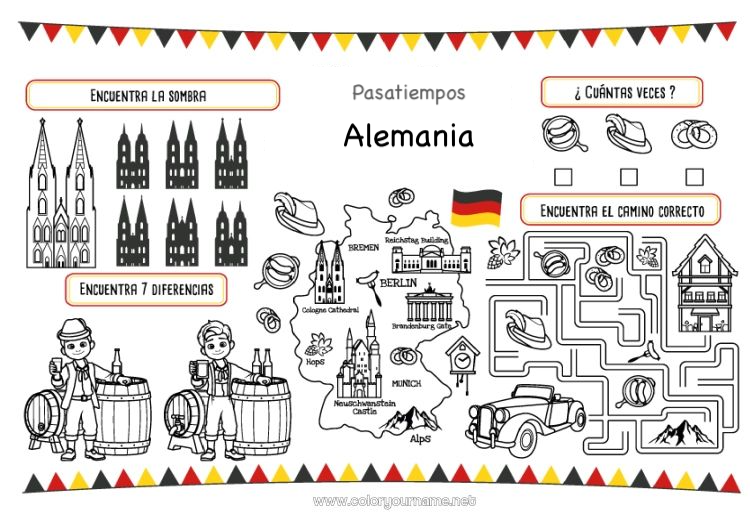 Pasatiempos
Alemania
ENCUENTRA LA SOMBRA
¿ CUÁNTAS VECES ?
ENCUENTRA EL CAMINO CORRECTO
ENCUENTRA 7 DIFERENCIAS
BREMEN
Reichstag Building
BERLIN
Cologne Cathedral
Brandenburg Gate
Hops
MUNICH
Neuschwanstein
Castle
Alps
www.coloryourname.net